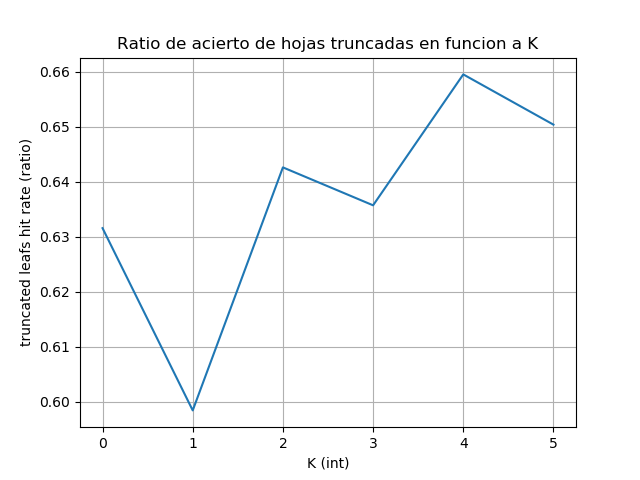 Ratio de acierto de hojas truncadas en funcion a K
0.66
0.65
0.64
0.63
0.62
0.61
0.60
truncated leafs hit rate (ratio)
0 1 2 3 4 5
K (int)